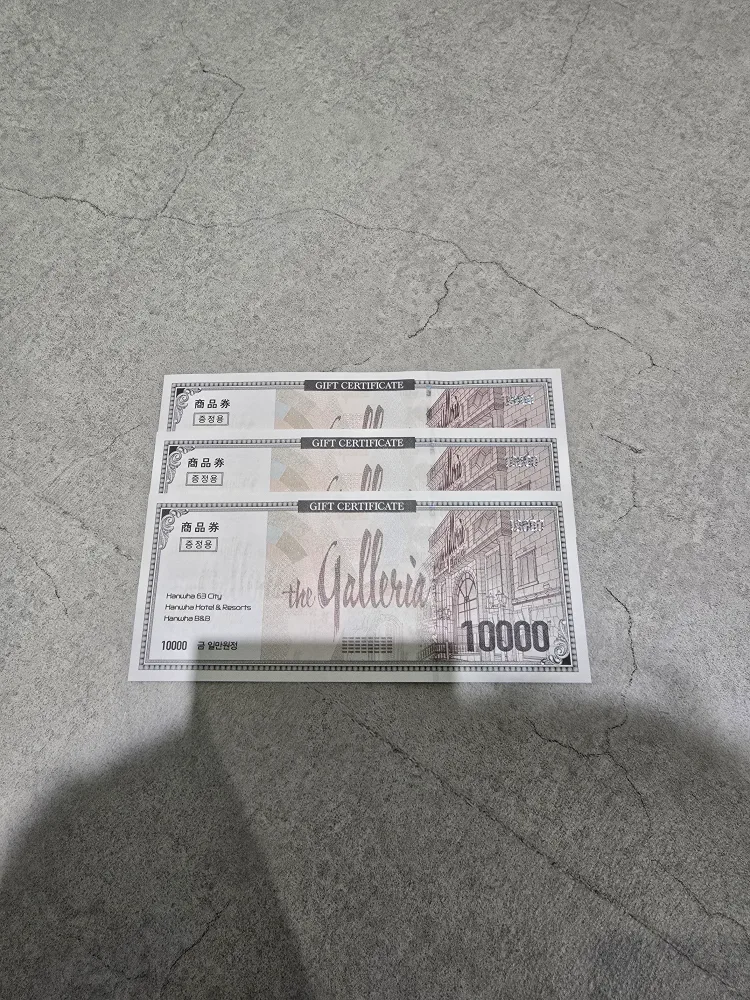 GIFT CERTIFICATE
商品券
증정용
GIFT CERTIFICATE
商品券
증정용
GIFT CERTIFICATE
商品券
증정용
the Galleria
Hanwha 63 City
Hanwha Hotel & Resorts
Hanwha B&B
10000
10000 금 일만원정